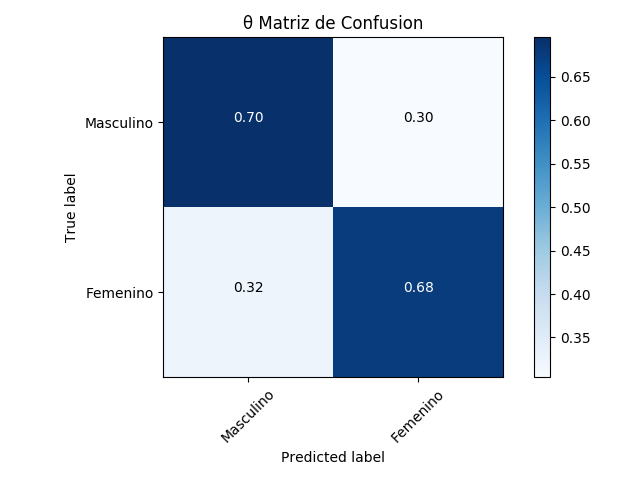 θ Matriz de Confusion
True label
Masculino
0.70
0.30
Femenino
0.32
0.68
Masculino
Femenino
Predicted label
0.65
0.60
0.55
0.50
0.45
0.40
0.35